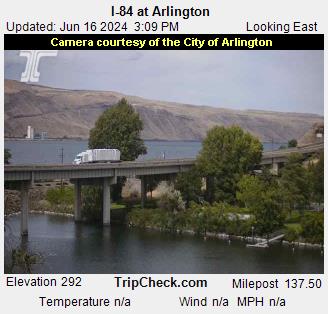 I-84 at Arlington
Updated: Jun 16 2024 3:09 PM Looking East
Camera courtesy of the City of Arlington
Elevation 292 TripCheck.com Milepost 137.50
Temperature n/a Wind n/a MPH n/a